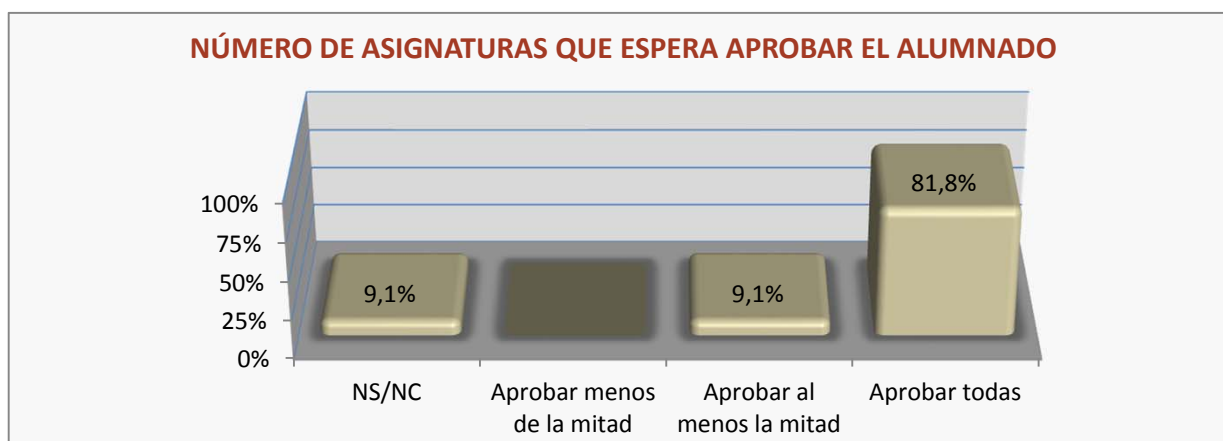 NÚMERO DE ASIGNATURAS QUE ESPERA APROBAR EL ALUMNADO
100%
75%
50%
25%
0%
9,1%
9,1%
81,8%
NS/NC
Aprobar menos
de la mitad
Aprobar al
menos la mitad
Aprobar todas